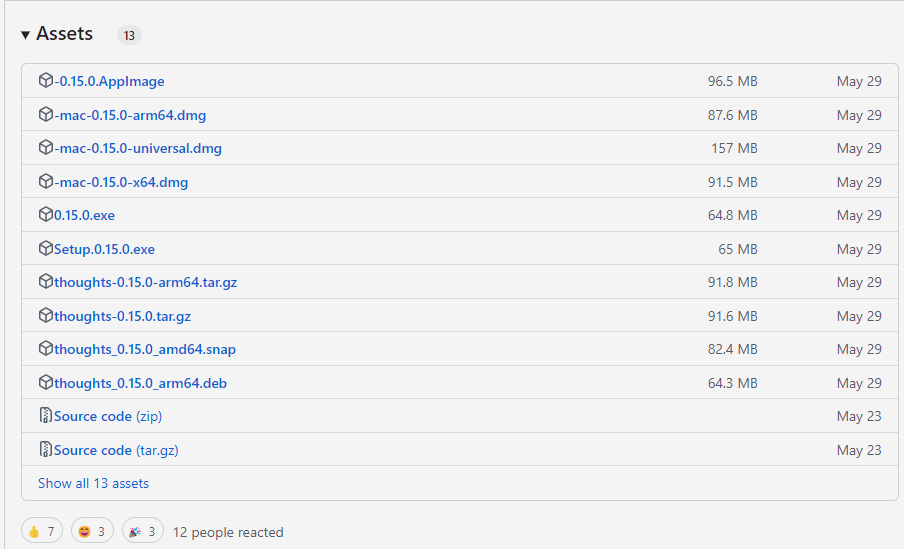 Assets 13
-0.15.0.AppImage 96.5 MB May 29
-mac-0.15.0-arm64.dmg 87.6 MB May 29
-mac-0.15.0-universal.dmg 157 MB May 29
-mac-0.15.0-x64.dmg 91.5 MB May 29
0.15.0.exe 64.8 MB May 29
Setup.0.15.0.exe 65 MB May 29
thoughts-0.15.0-arm64.tar.gz 91.8 MB May 29
thoughts-0.15.0.tar.gz 91.6 MB May 29
thoughts_0.15.0_amd64.snap 82.4 MB May 29
thoughts_0.15.0_arm64.deb 64.3 MB May 29
Source code (zip) May 23
Source code (tar.gz) May 23
Show all 13 assets
7 3 3 12 people reacted